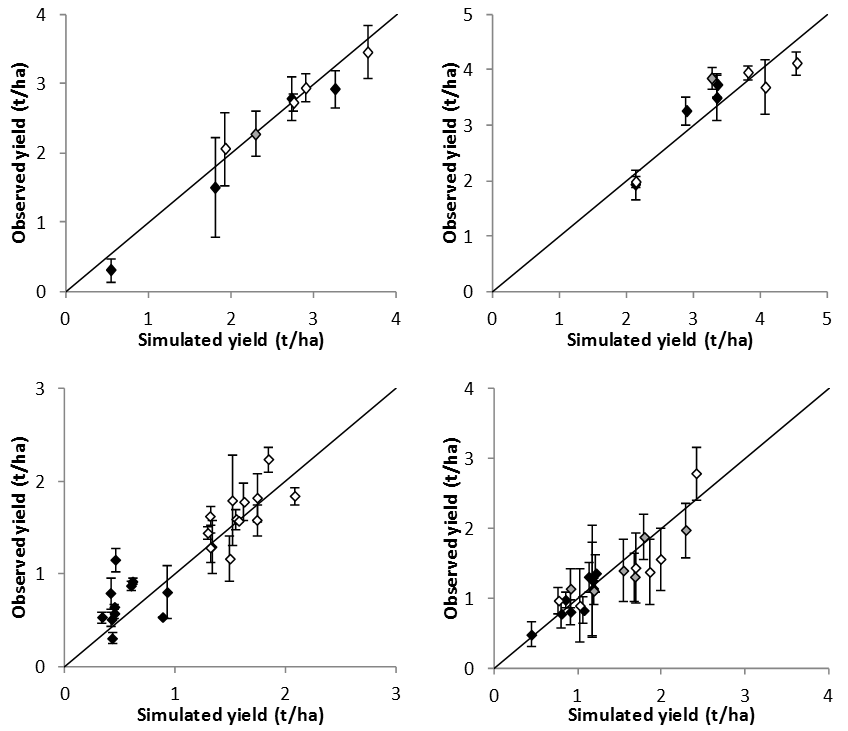 4
3
2
1
0
0 1 2 3 4
Observed yield (t/ha)
Simulated yield (t/ha)
5
4
3
2
1
0
0 1 2 3 4 5
Observed yield (t/ha)
Simulated yield (t/ha)
3
2
1
0
0 1 2 3
Observed yield (t/ha)
Simulated yield (t/ha)
4
3
2
1
0
0 1 2 3 4
Observed yield (t/ha)
Simulated yield (t/ha)